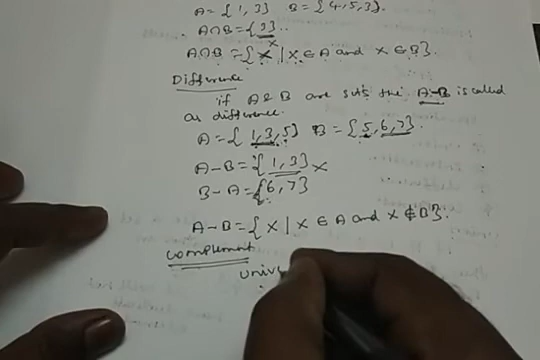 A = {1, 3} B = {4, 5, 3}.
A∩B = {3}.
A∩B = {x | x ∈ A and x ∈ B}.
Difference
if A & B are sets the A-B is called
as difference.
A = {1, 3, 5} B = {5, 6, 7}.
A-B = {1, 3} x
B-A = {6, 7}
A-B = {x | x ∈ A and x ∉ B}.
Complement